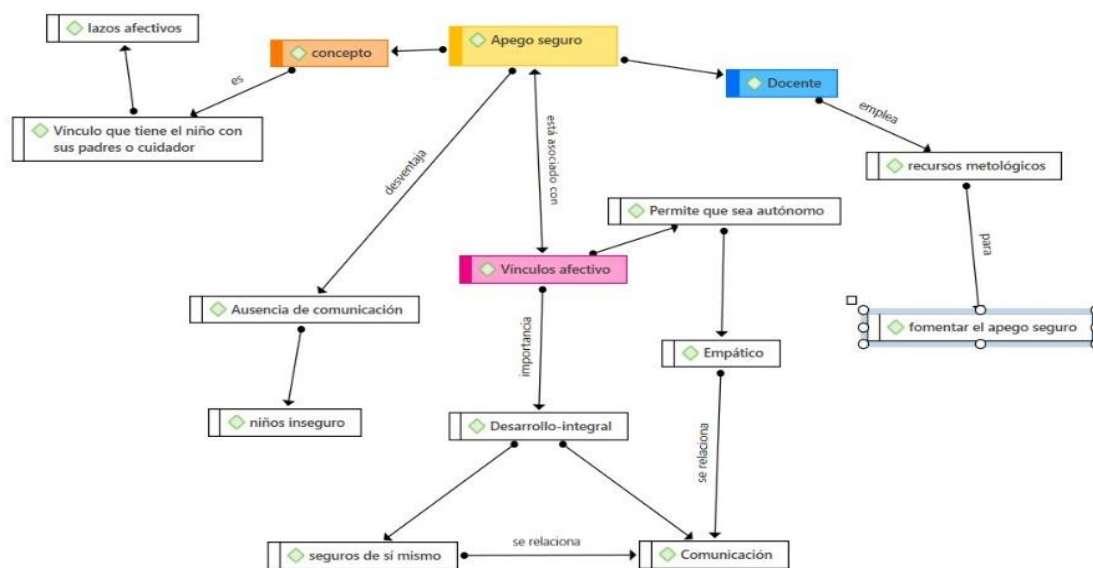 lazos afectivos
concepto
Apego seguro
Docente
es
emplea
Vínculo que tiene el niño con
sus padres o cuidador
desventaja
está asociado con
recursos metológicos
Permite que sea autónomo
para
Vínculos afectivo
Ausencia de comunicación
importancia
fomentar el apego seguro
Empático
niños inseguro
Desarrollo-integral
se relaciona
seguros de sí mismo
se relaciona
Comunicación